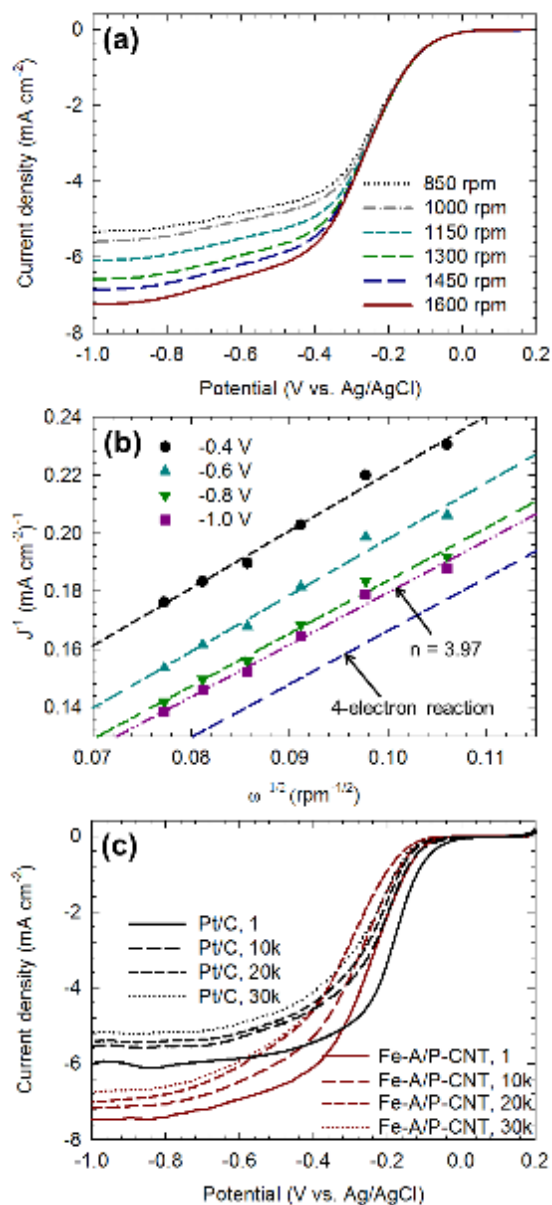 (a)
0
-2
-4
-6
-8
Current density (mA cm-2)
850 rpm
1000 rpm
1150 rpm
1300 rpm
1450 rpm
1600 rpm
-1.0 -0.8 -0.6 -0.4 -0.2 0.0 0.2
Potential (V vs. Ag/AgCl)
(b)
0.24
0.22
0.20
0.18
0.16
0.14
J-1 (mA cm-2)-1
-0.4 V
-0.6 V
-0.8 V
-1.0 V
n = 3.97
4-electron reaction
0.07 0.08 0.09 0.10 0.11
ω-1/2 (rpm-1/2)
(c)
0
-2
-4
-6
-8
Current density (mA cm-2)
Pt/C, 1
Pt/C, 10k
Pt/C, 20k
Pt/C, 30k
Fe-A/P-CNT, 1
Fe-A/P-CNT, 10k
Fe-A/P-CNT, 20k
Fe-A/P-CNT, 30k
-1.0 -0.8 -0.6 -0.4 -0.2 0.0 0.2
Potential (V vs. Ag/AgCl)